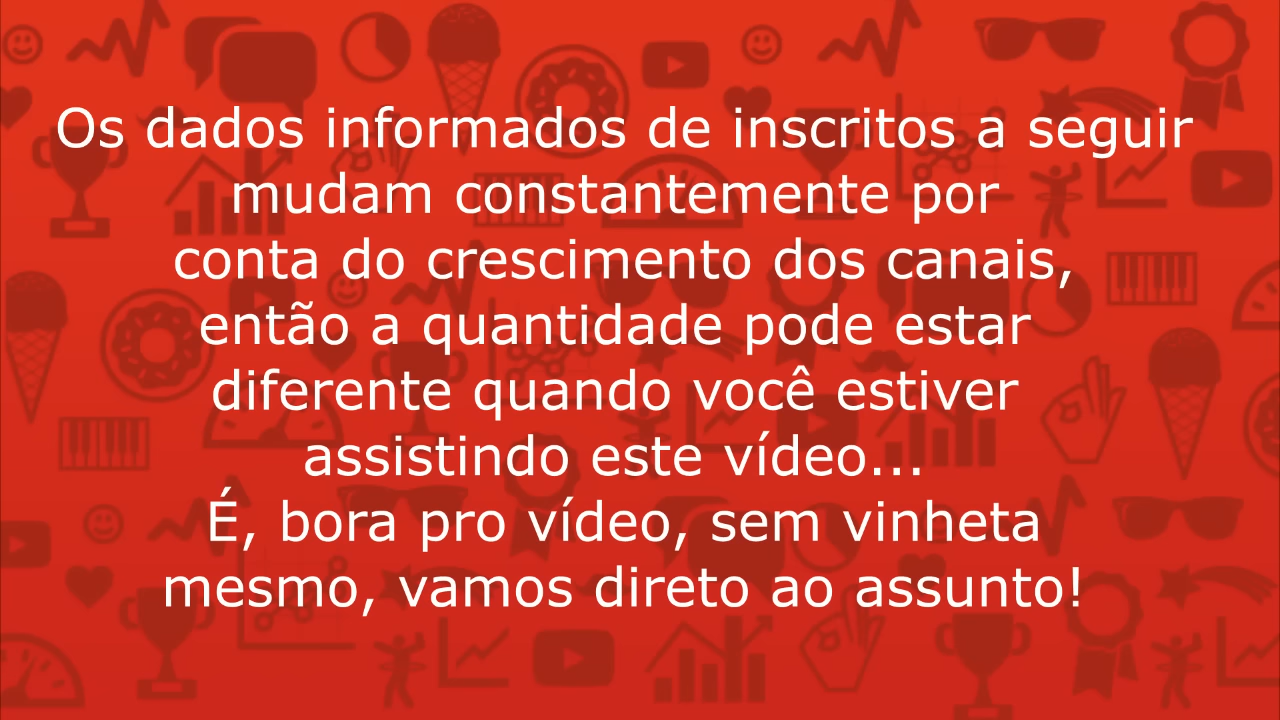 Os dados informados de inscritos a seguir
mudam constantemente por
conta do crescimento dos canais,
então a quantidade pode estar
diferente quando você estiver
assistindo este vídeo...
É, bora pro vídeo, sem vinheta
mesmo, vamos direto ao assunto!